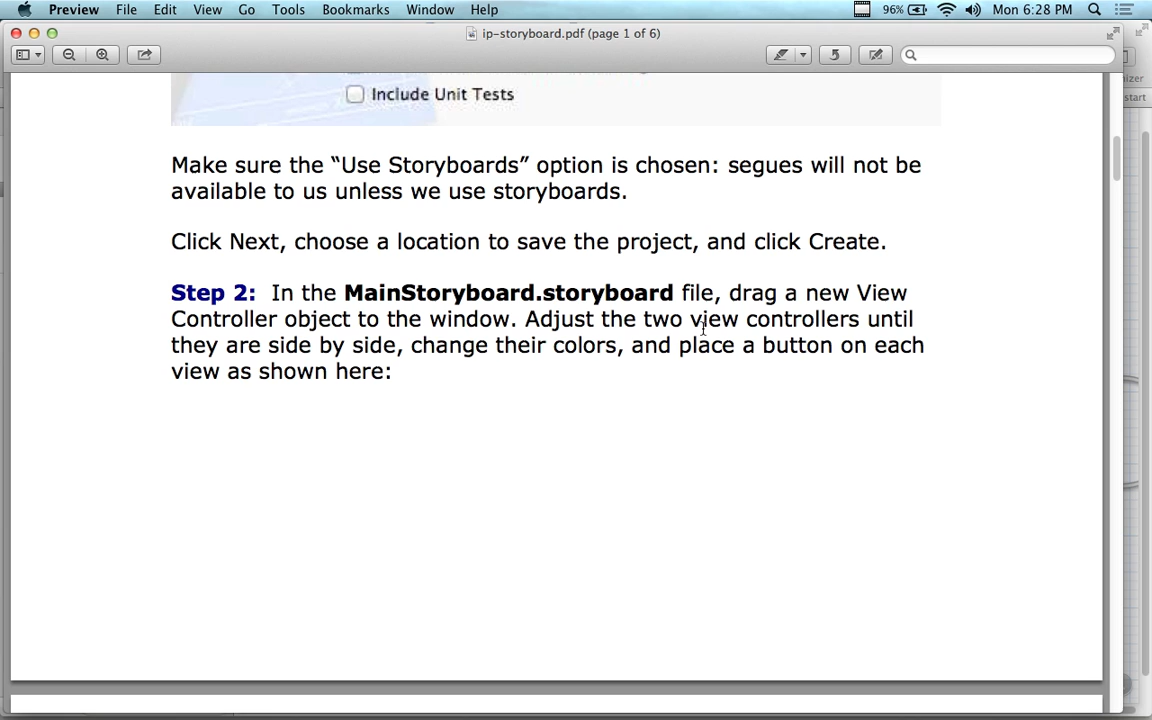 Preview File Edit View Go Tools Bookmarks Window Help 96% Mon 6:28 PM
ip-storyboard.pdf (page 1 of 6)
nizer
start
Include Unit Tests
Make sure the “Use Storyboards” option is chosen: segues will not be
available to us unless we use storyboards.
Click Next, choose a location to save the project, and click Create.
Step 2: In the MainStoryboard.storyboard file, drag a new View
Controller object to the window. Adjust the two view controllers until
they are side by side, change their colors, and place a button on each
view as shown here: